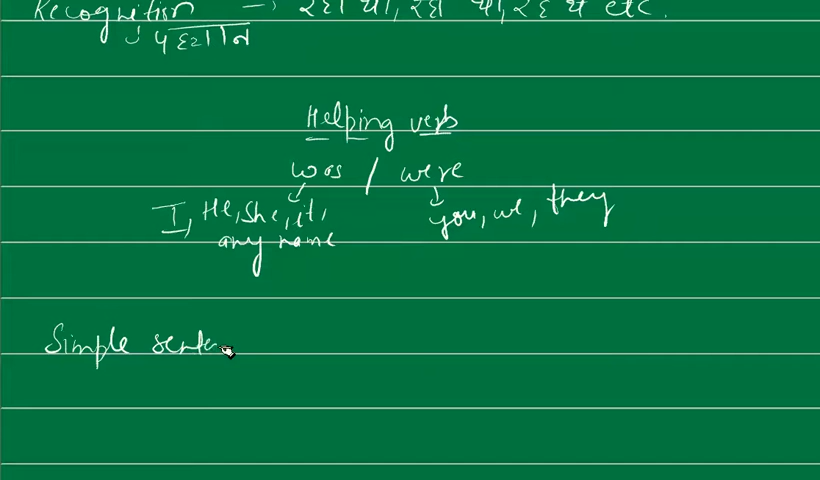 Recognition → रहा था, रही थी, रहे थे etc.
↳ पहचान
Helping verb
was / were
I, He, she, it, you, we, they
any name
Simple sente